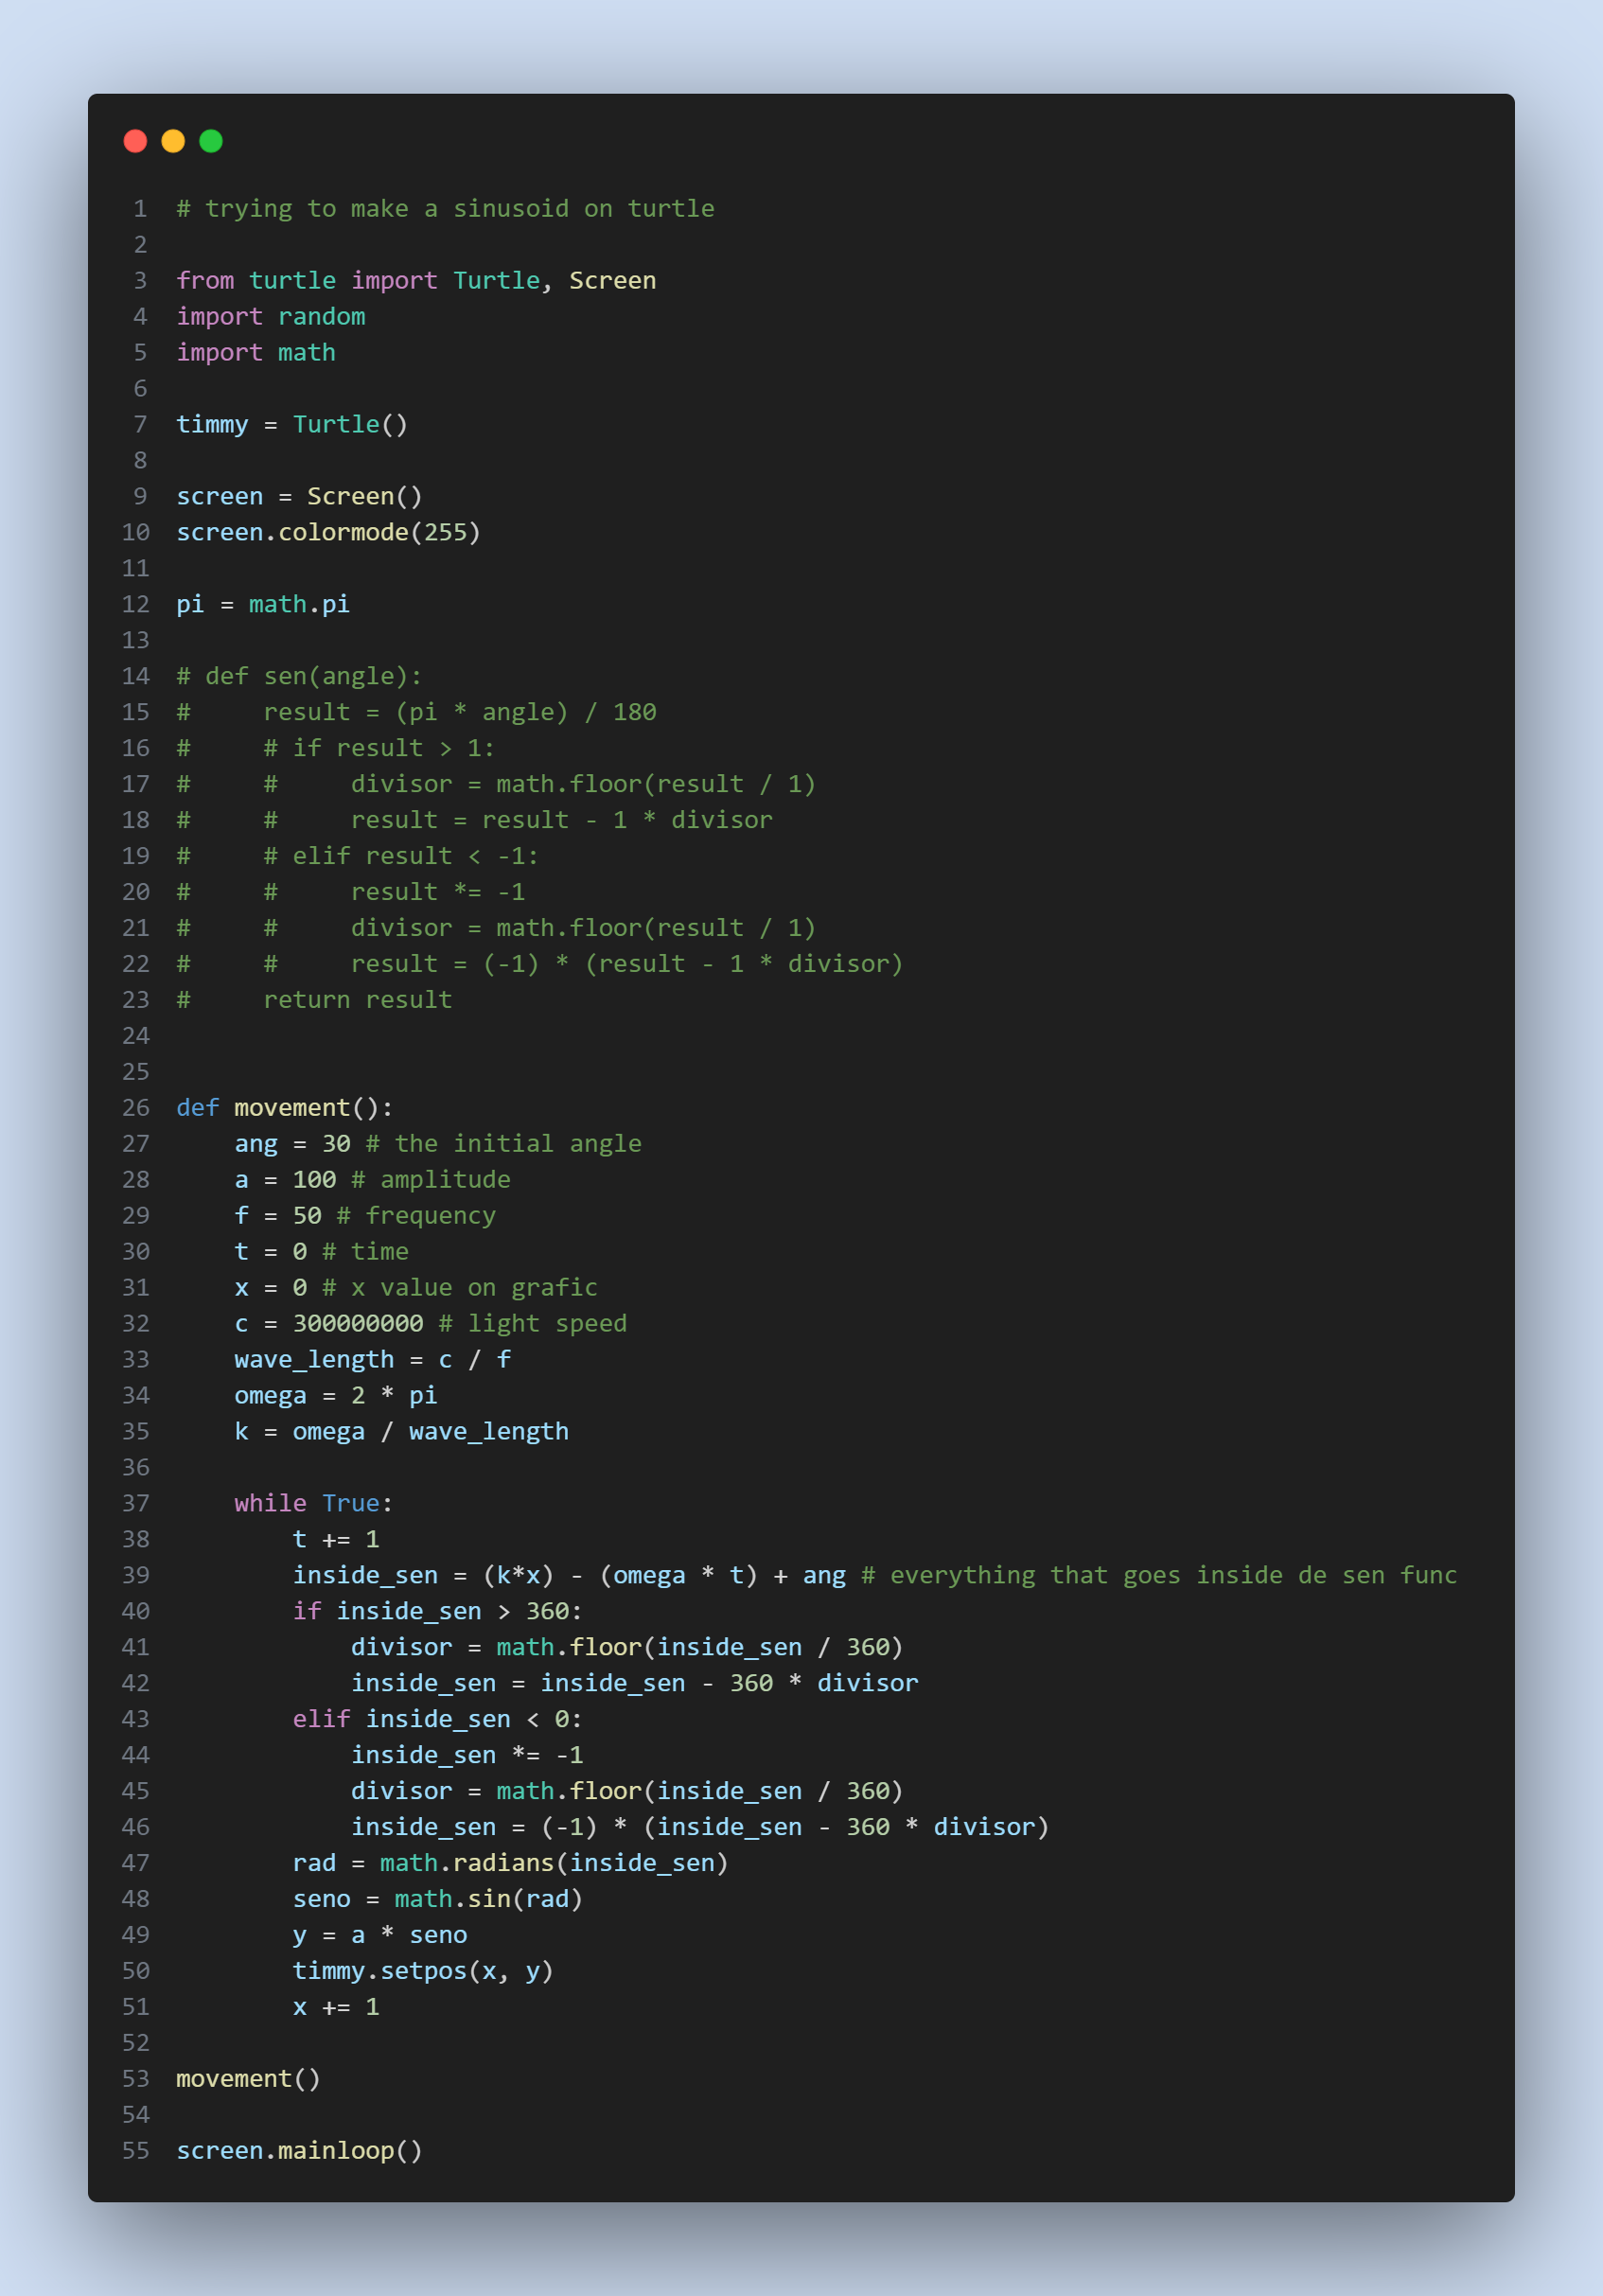 1 # trying to make a sinusoid on turtle
2
3 from turtle import Turtle, Screen
4 import random
5 import math
6
7 timmy = Turtle()
8
9 screen = Screen()
10 screen.colormode(255)
11
12 pi = math.pi
13
14 # def sen(angle):
15 #     result = (pi * angle) / 180
16 #     # if result > 1:
17 #     #     divisor = math.floor(result / 1)
18 #     #     result = result - 1 * divisor
19 #     # elif result < -1:
20 #     #     result *= -1
21 #     #     divisor = math.floor(result / 1)
22 #     #     result = (-1) * (result - 1 * divisor)
23 #     return result
24
25
26 def movement():
27     ang = 30 # the initial angle
28     a = 100 # amplitude
29     f = 50 # frequency
30     t = 0 # time
31     x = 0 # x value on grafic
32     c = 300000000 # light speed
33     wave_length = c / f
34     omega = 2 * pi
35     k = omega / wave_length
36
37     while True:
38         t += 1
39         inside_sen = (k*x) - (omega * t) + ang # everything that goes inside de sen func
40         if inside_sen > 360:
41             divisor = math.floor(inside_sen / 360)
42             inside_sen = inside_sen - 360 * divisor
43         elif inside_sen < 0:
44             inside_sen *= -1
45             divisor = math.floor(inside_sen / 360)
46             inside_sen = (-1) * (inside_sen - 360 * divisor)
47         rad = math.radians(inside_sen)
48         seno = math.sin(rad)
49         y = a * seno
50         timmy.setpos(x, y)
51         x += 1
52
53 movement()
54
55 screen.mainloop()